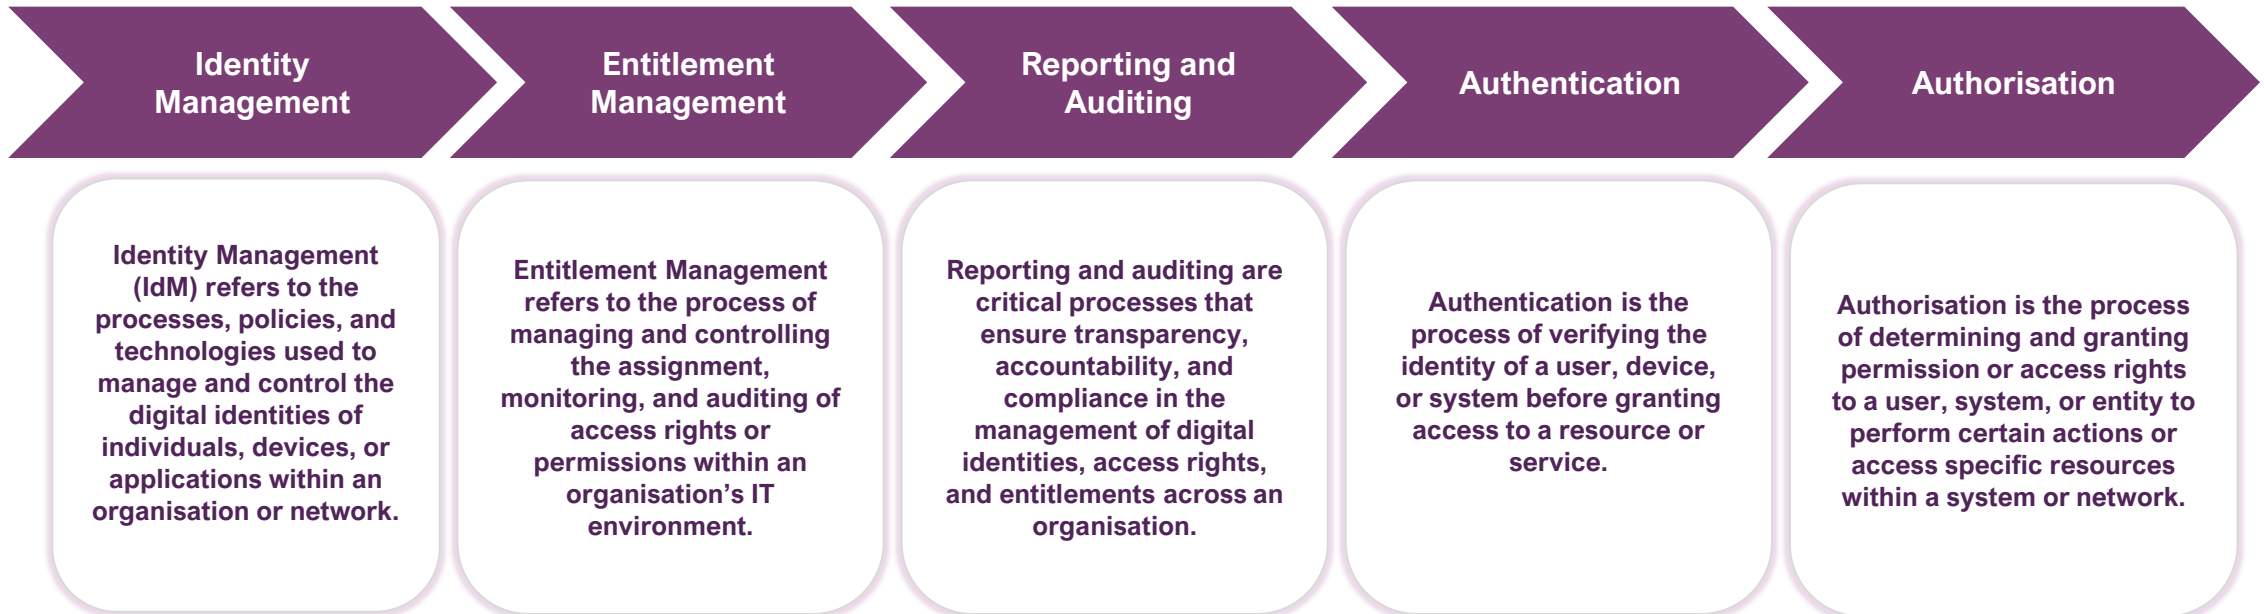 Identity
Management
Entitlement
Management
Reporting and
Auditing
Authentication
Authorisation
Identity Management
(IdM) refers to the
processes, policies, and
technologies used to
manage and control the
digital identities of
individuals, devices, or
applications within an
organisation or network.
Entitlement Management
refers to the process of
managing and controlling
the assignment,
monitoring, and auditing of
access rights or
permissions within an
organisation’s IT
environment.
Reporting and auditing are
critical processes that
ensure transparency,
accountability, and
compliance in the
management of digital
identities, access rights,
and entitlements across an
organisation.
Authentication is the
process of verifying the
identity of a user, device,
or system before granting
access to a resource or
service.
Authorisation is the process
of determining and granting
permission or access rights
to a user, system, or entity to
perform certain actions or
access specific resources
within a system or network.